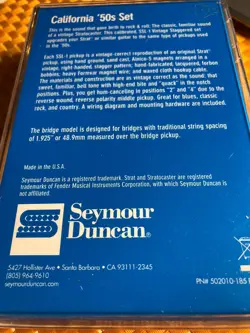 California '50s Set
This is the sound that gave birth to rock & roll. The classic, familiar sound
of a vintage Stratocaster. This calibrated, SSL-1 Vintage Staggered set
upgrades your Strat® or similar guitar to the same type of pickups used
in the '50s.
Each SSL-1 pickup is a vintage-correct reproduction of an original Strat®
pickup, using hand ground, sand cast, Alnico 5 magnets arranged in a
vintage, right-handed, stagger pattern; hand-fabricated, lacquered, forbon
bobbins, heavy Formvar magnet wire; and waxed cloth hookup cable.
The materials and construction are as vintage correct as the sound: that
sweet, familiar, bell tone with high end bite and "quack" in the notch
positions. Plus, you get hum-canceling in positions "2" and "4" due to the
reverse wound, reverse polarity middle pickup. Great for blues, classic
rock, and country. A wiring diagram and mounting hardware are included.
The bridge model is designed for bridges with traditional string spacing
of 1.925" or 48.9mm measured over the bridge pickup.
Made in the U.S.A.
Seymour Duncan is a registered trademark. Strat and Stratocaster are registered
trademarks of Fender Musical Instruments Corporation, with which Seymour Duncan
is not affiliated.
Seymour
Duncan®
5427 Hollister Ave • Santa Barbara • CA 93111-2345
(805) 964-9610
seymourduncan.com
PN# 502010-185